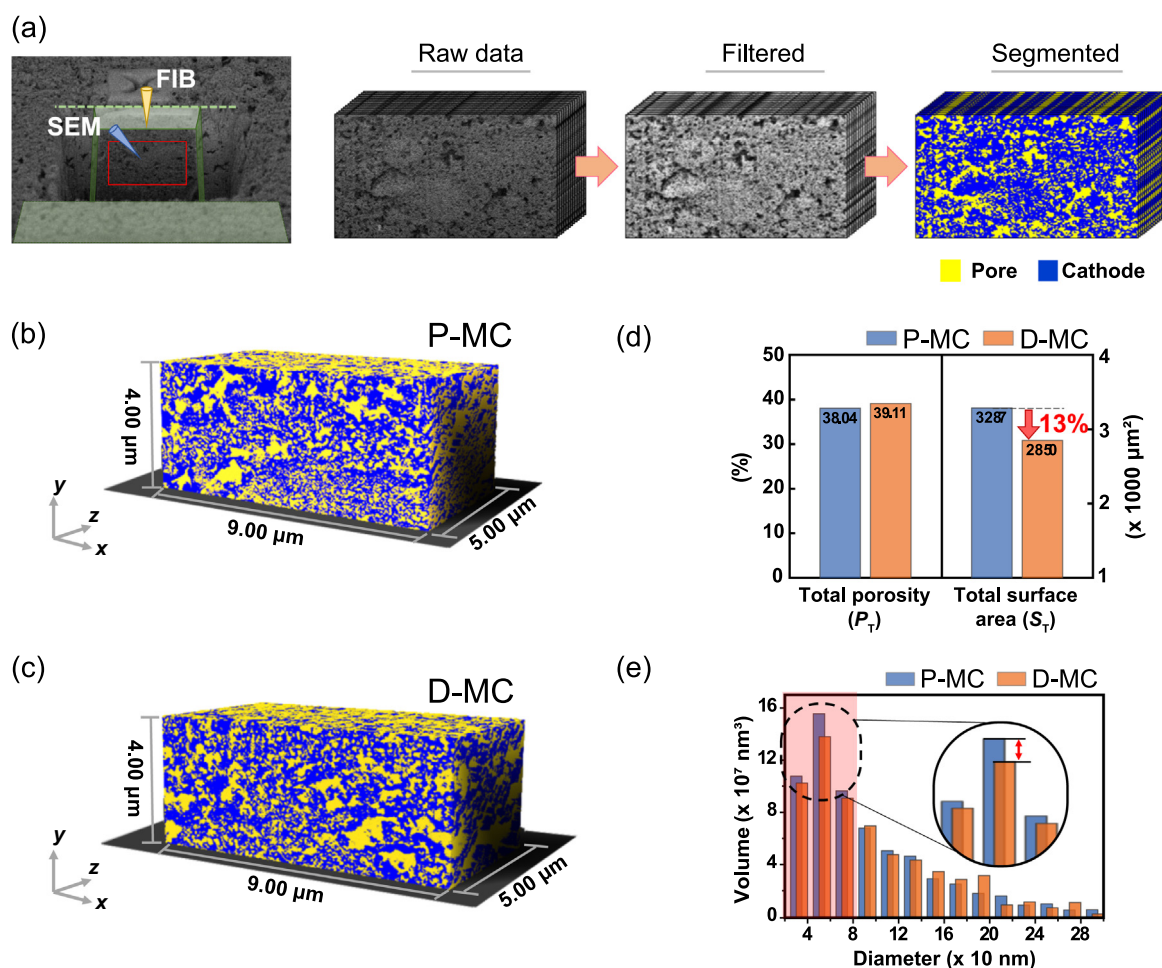 (a)
FIB
SEM
Raw data
Filtered
Segmented
Pore
Cathode
(b)
P-MC
4.00 µm
9.00 µm
5.00 µm
y
z
x
(c)
D-MC
4.00 µm
9.00 µm
5.00 µm
y
z
x
(d)
P-MC
D-MC
50
40
30
20
10
0
(%)
38.04
39.11
3287
2850
13%
4
3
2
1
(x 1000 µm²)
Total porosity
(P_T)
Total surface
area (S_T)
(e)
P-MC
D-MC
16
12
8
4
0
Volume (x 10⁷ nm³)
4 8 12 16 20 24 28
Diameter (x 10 nm)